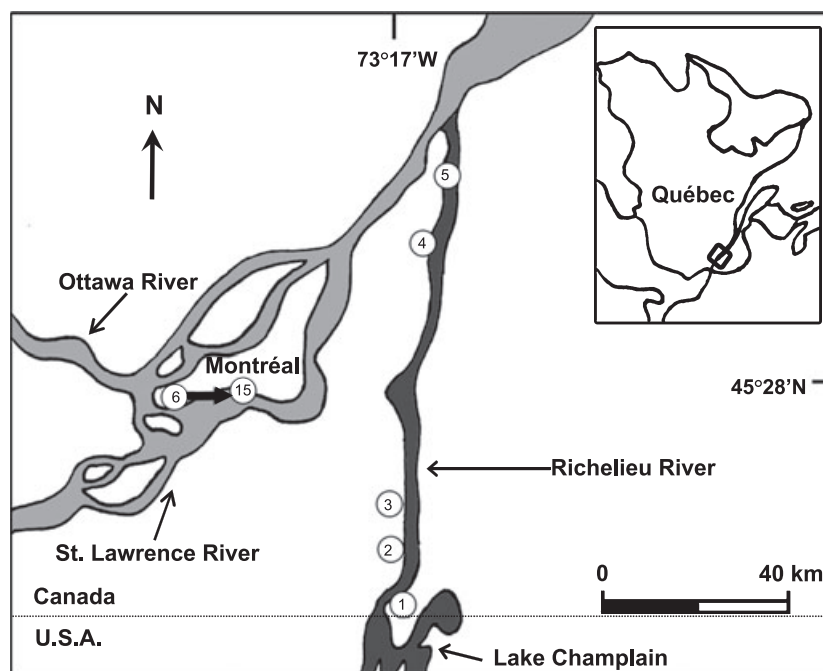 73°17'W
N
5
Québec
4
Ottawa River
Montréal
6
15
45°28'N
Richelieu River
3
St. Lawrence River
2
0
40 km
Canada
1
U.S.A.
Lake Champlain